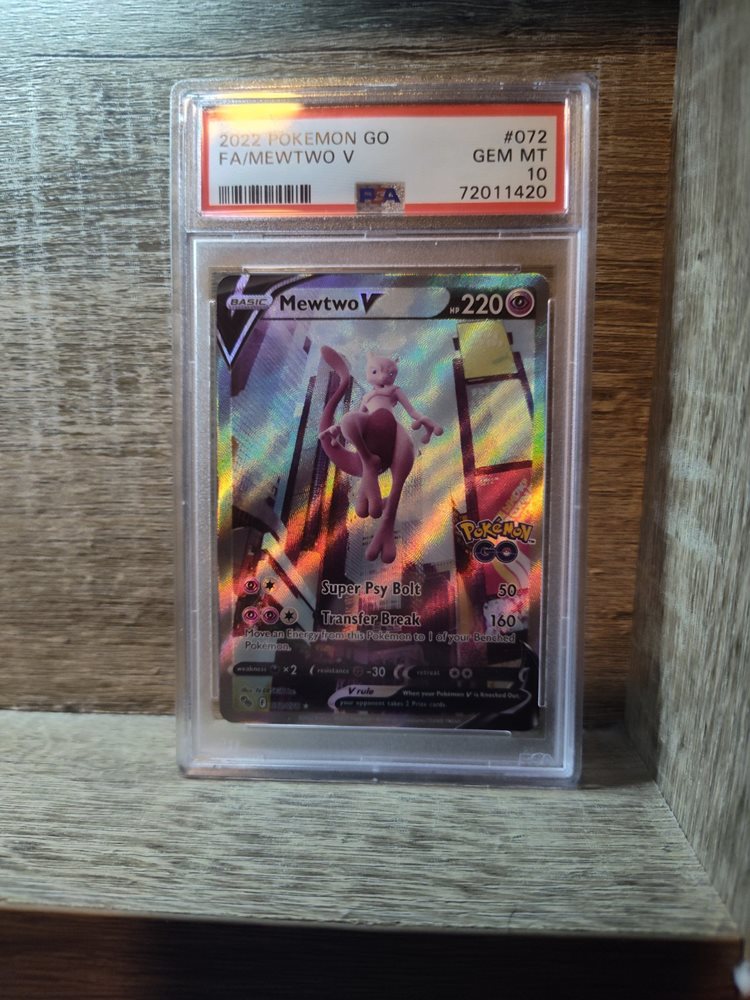 2022 POKEMON GO #072
FA/MEWTWO V GEM MT
10
PSA 72011420
BASIC Mewtwo V HP 220
Pokémon
GO
Super Psy Bolt 50
Transfer Break 160
Move an Energy from this Pokémon to 1 of your Benched
Pokémon.
weakness ×2 resistance -30 retreat
V rule When your Pokémon V is Knocked Out,
your opponent takes 2 Prize cards.